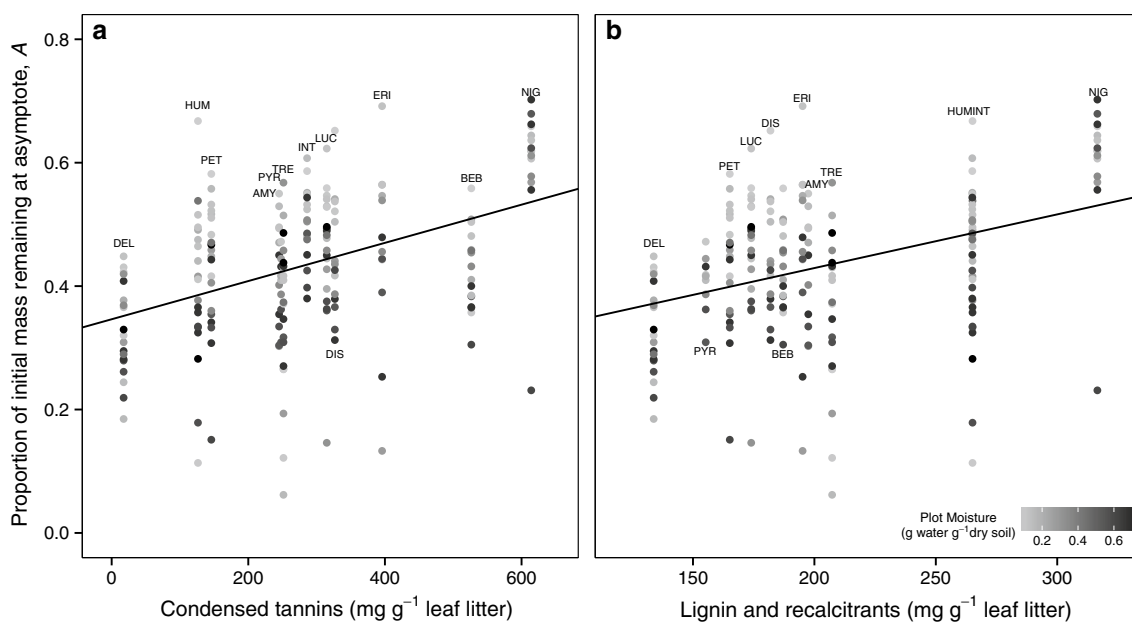 a
b
Proportion of initial mass remaining at asymptote, A
0.8
0.6
0.4
0.2
0.0
DEL
HUM
PET
PYR
TRE
AMY
INT
LUC
DIS
ERI
BEB
NIG
0
200
400
600
Condensed tannins (mg g⁻¹ leaf litter)
DEL
PYR
PET
LUC
DIS
BEB
ERI
AMY
TRE
HUMINT
NIG
Plot Moisture
(g water g⁻¹dry soil)
0.2
0.4
0.6
150
200
250
300
Lignin and recalcitrants (mg g⁻¹ leaf litter)